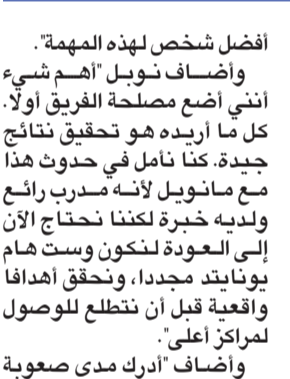 أفضل شخص لهذه المهمة".
وأضاف نوبل "أهم شيء
أنني أضع مصلحة الفريق أولا.
كل ما أريده هو تحقيق نتائج
جيدة. كنا نأمل في حدوث هذا
مع مانويل لأنه مدرب رائع
ولديه خبرة لكننا نحتاج الآن
إلى العودة لنكون وست هام
يونايتد مجددا، ونحقق أهدافا
واقعية قبل أن نتطلع للوصول
لمراكز أعلى".
وأضاف "أدرك مدى صعوبة